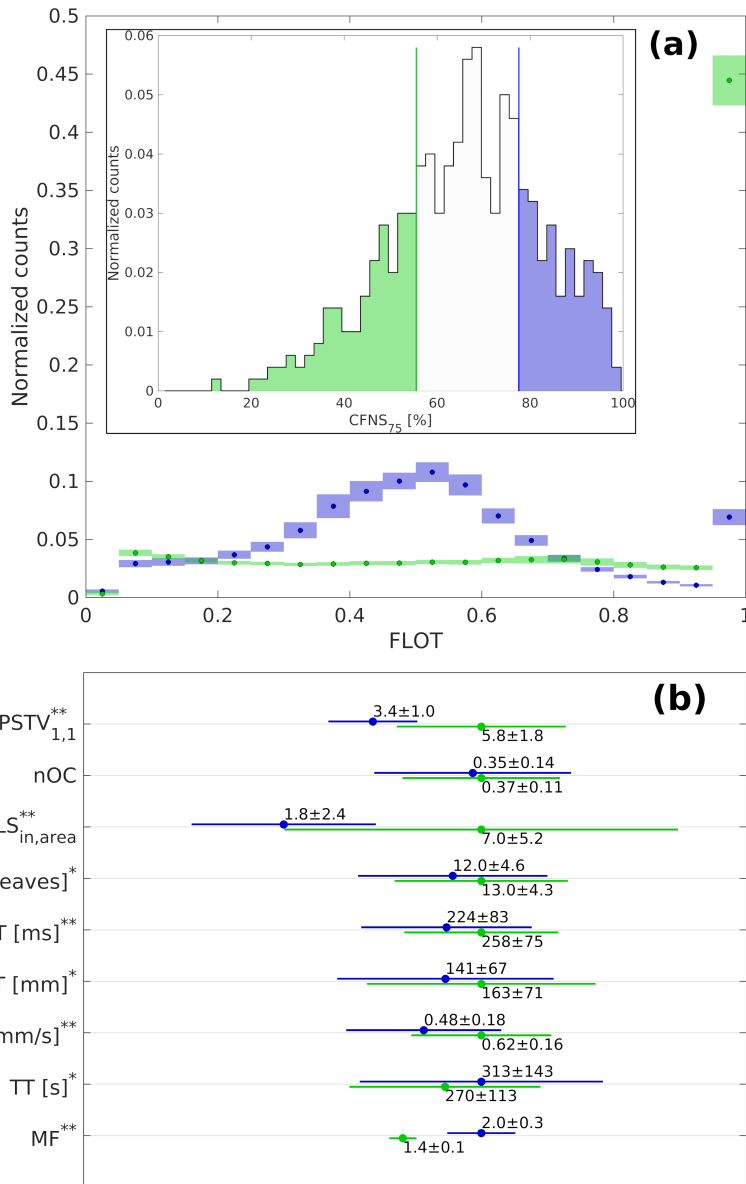 (a)
Normalized counts
0.5
0.45
0.4
0.35
0.3
0.25
0.2
0.15
0.1
0.05
0
0 0.2 0.4 0.6 0.8 1
FLOT
Normalized counts
0.06
0.05
0.04
0.03
0.02
0.01
0
0 20 40 60 80 100
CFNS75 [%]
(b)
PSTV**1,1 3.4±1.0
5.8±1.8
nOC 0.35±0.14
0.37±0.11
LS**in,area 1.8±2.4
7.0±5.2
eaves]* 12.0±4.6
13.0±4.3
T [ms]** 224±83
258±75
T [mm]* 141±67
163±71
mm/s]** 0.48±0.18
0.62±0.16
TT [s]* 313±143
270±113
MF** 2.0±0.3
1.4±0.1